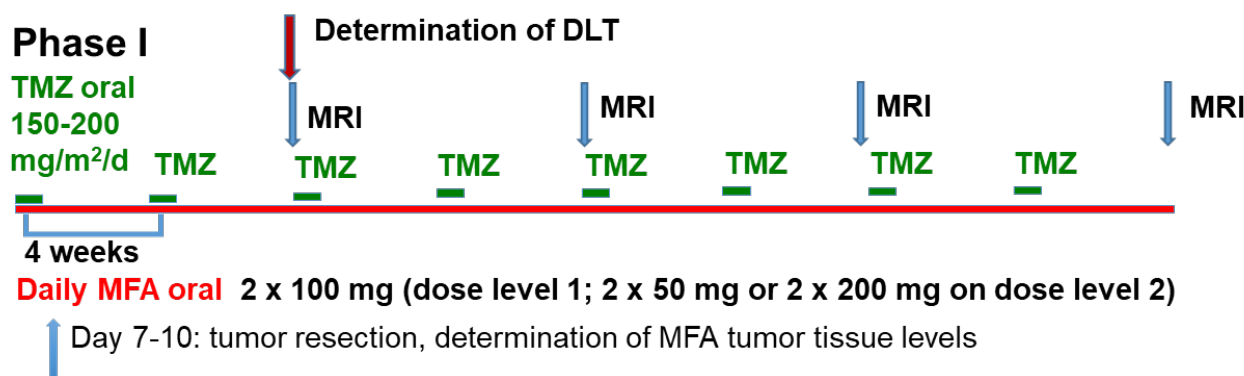 Phase I
Determination of DLT
TMZ oral
150-200
mg/m²/d
MRI
MRI
MRI
MRI
TMZ
TMZ
TMZ
TMZ
TMZ
TMZ
TMZ
4 weeks
Daily MFA oral 2 x 100 mg (dose level 1; 2 x 50 mg or 2 x 200 mg on dose level 2)
Day 7-10: tumor resection, determination of MFA tumor tissue levels